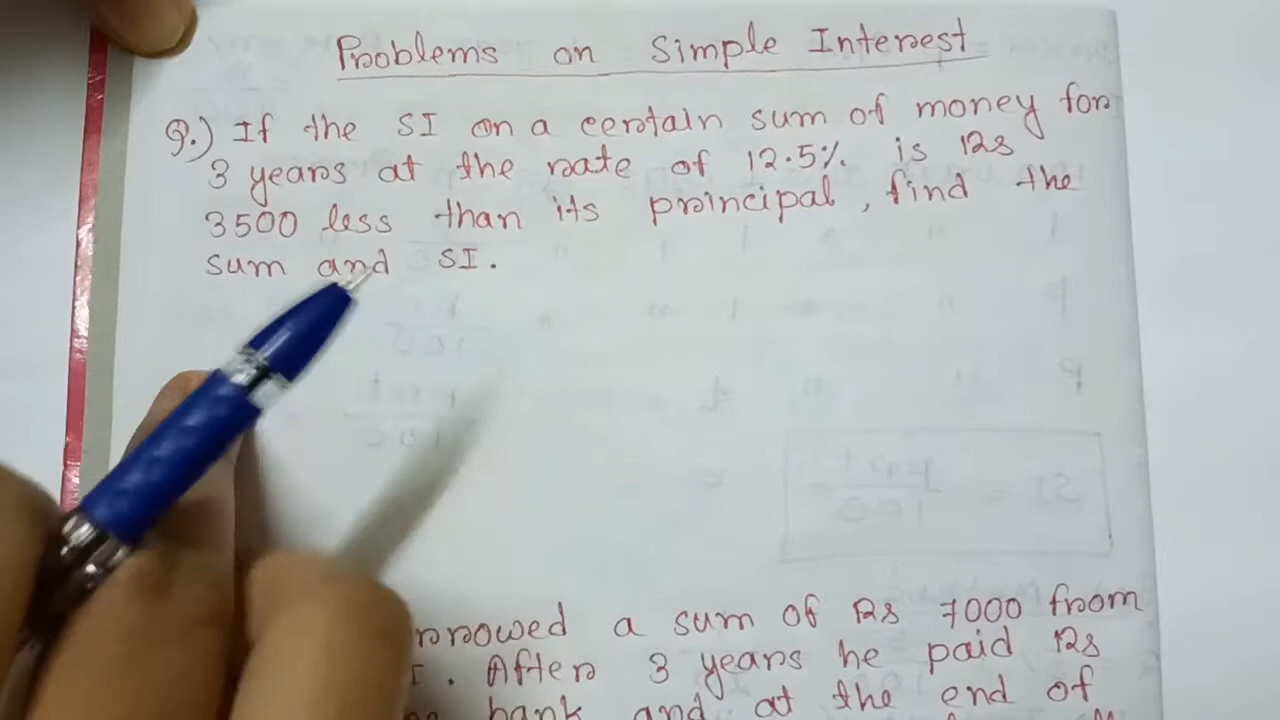 Problems on Simple Interest
Q.) If the SI on a certain sum of money for
3 years at the rate of 12.5% is Rs
3500 less than its principal, find the
sum and SI.
a sum of Rs 7000 from
. After 3 years he paid Rs
bank and at the end of